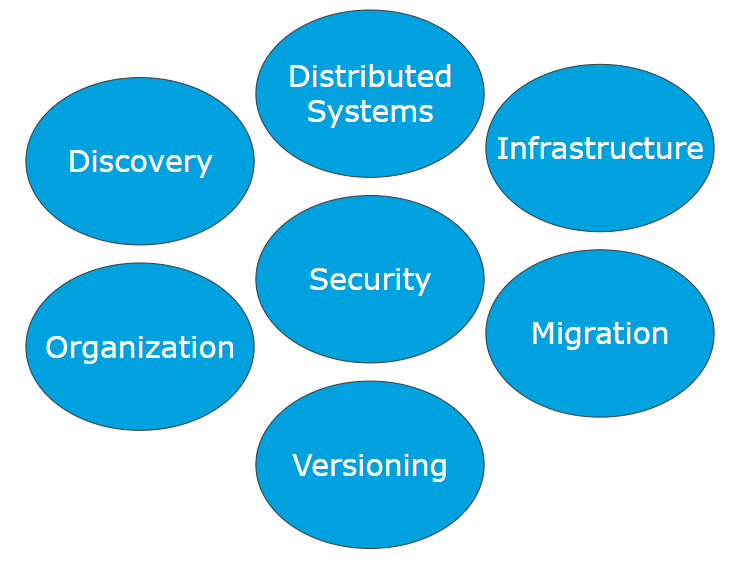 Distributed
Systems
Discovery
Infrastructure
Security
Organization
Migration
Versioning